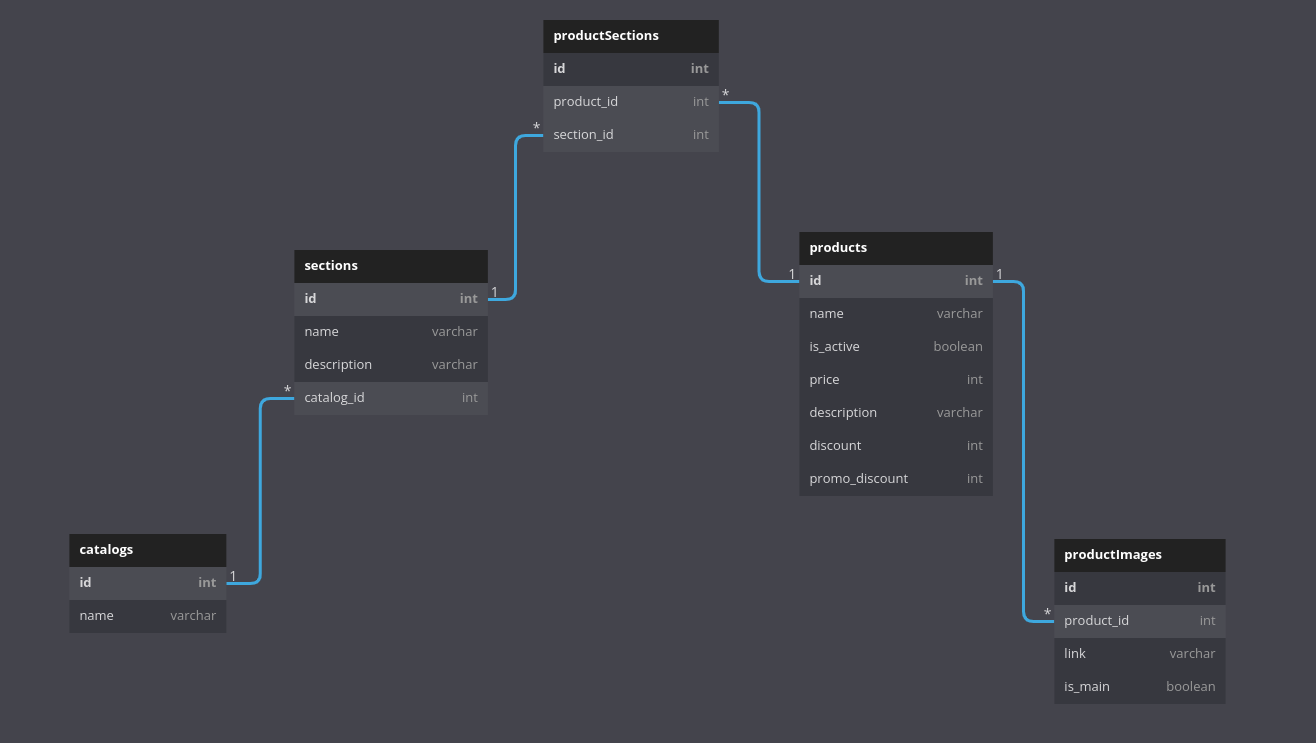 productSections
id int
product_id int *
* section_id int
sections
id int 1
name varchar
description varchar
* catalog_id int
products
1 id int 1
name varchar
is_active boolean
price int
description varchar
discount int
promo_discount int
catalogs
id int 1
name varchar
productImages
id int
* product_id int
link varchar
is_main boolean